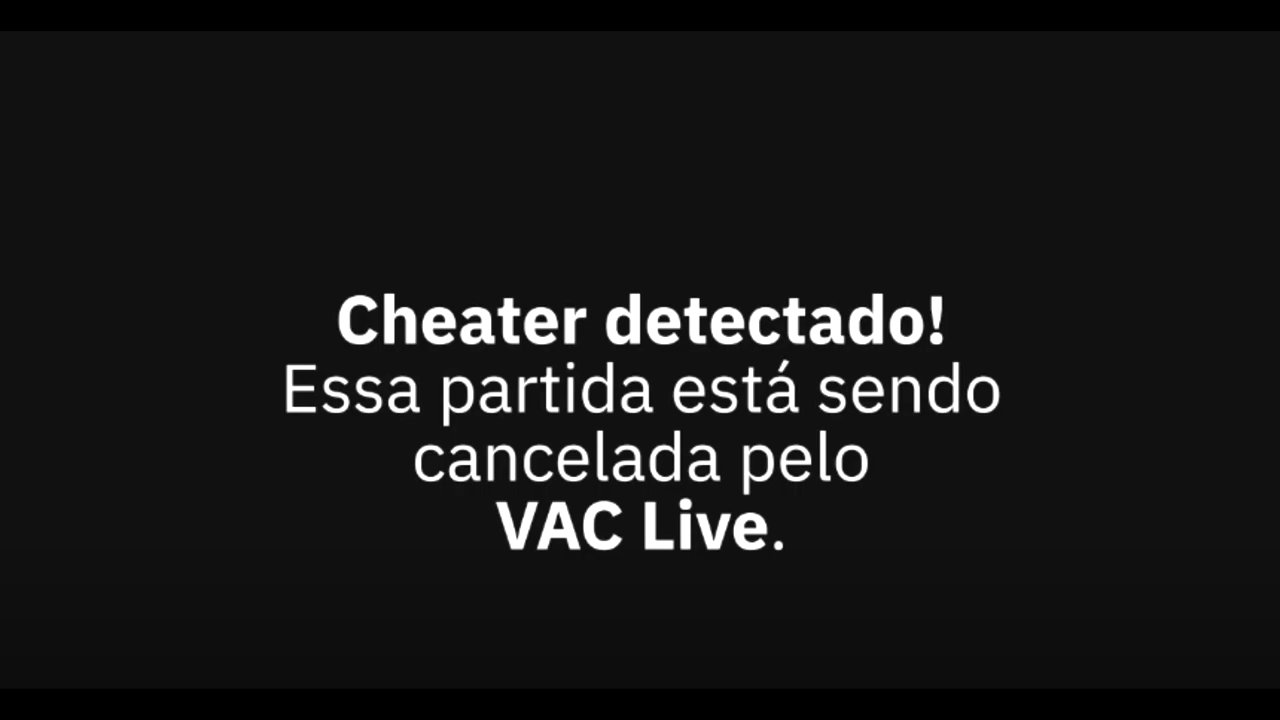 Cheater detectado!
Essa partida está sendo
cancelada pelo
VAC Live.